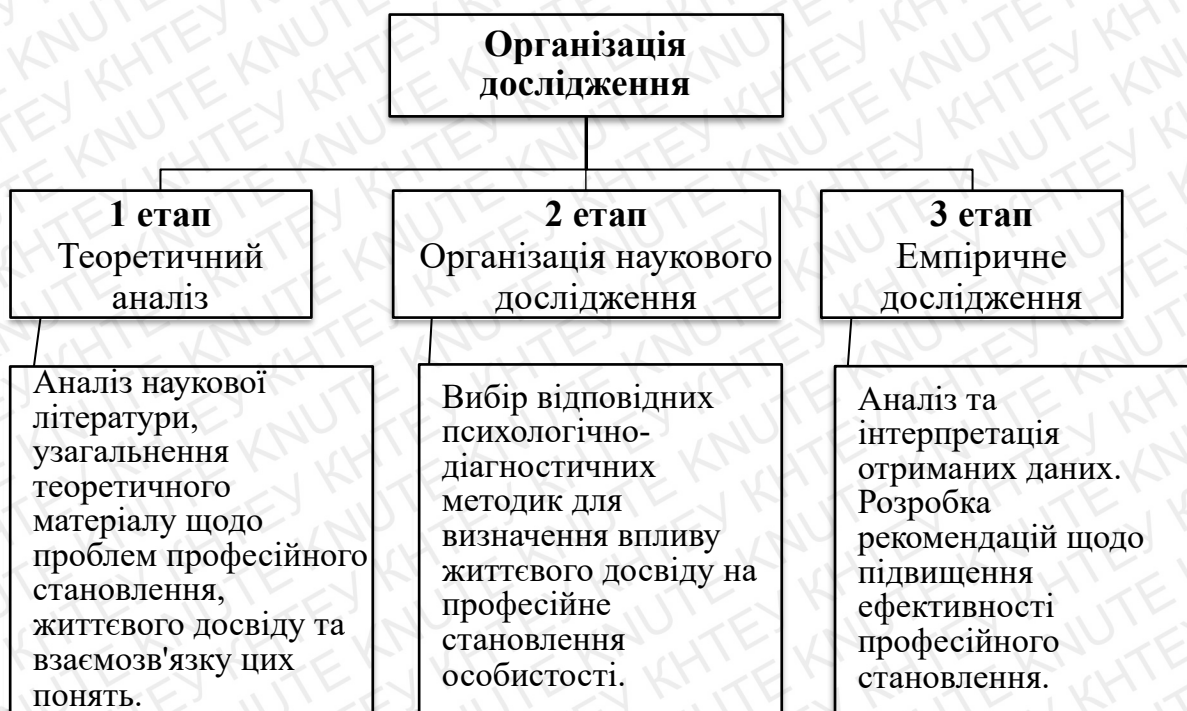 Організація
дослідження
1 етап
Теоретичний
аналіз
2 етап
Організація наукового
дослідження
3 етап
Емпіричне
дослідження
Аналіз наукової
літератури,
узагальнення
теоретичного
матеріалу щодо
проблем професійного
становлення,
життєвого досвіду та
взаємозв'язку цих
понять.
Вибір відповідних
психологічно-
діагностичних
методик для
визначення впливу
життєвого досвіду на
професійне
становлення
особистості.
Аналіз та
інтерпретація
отриманих даних.
Розробка
рекомендацій щодо
підвищення
ефективності
професійного
становлення.